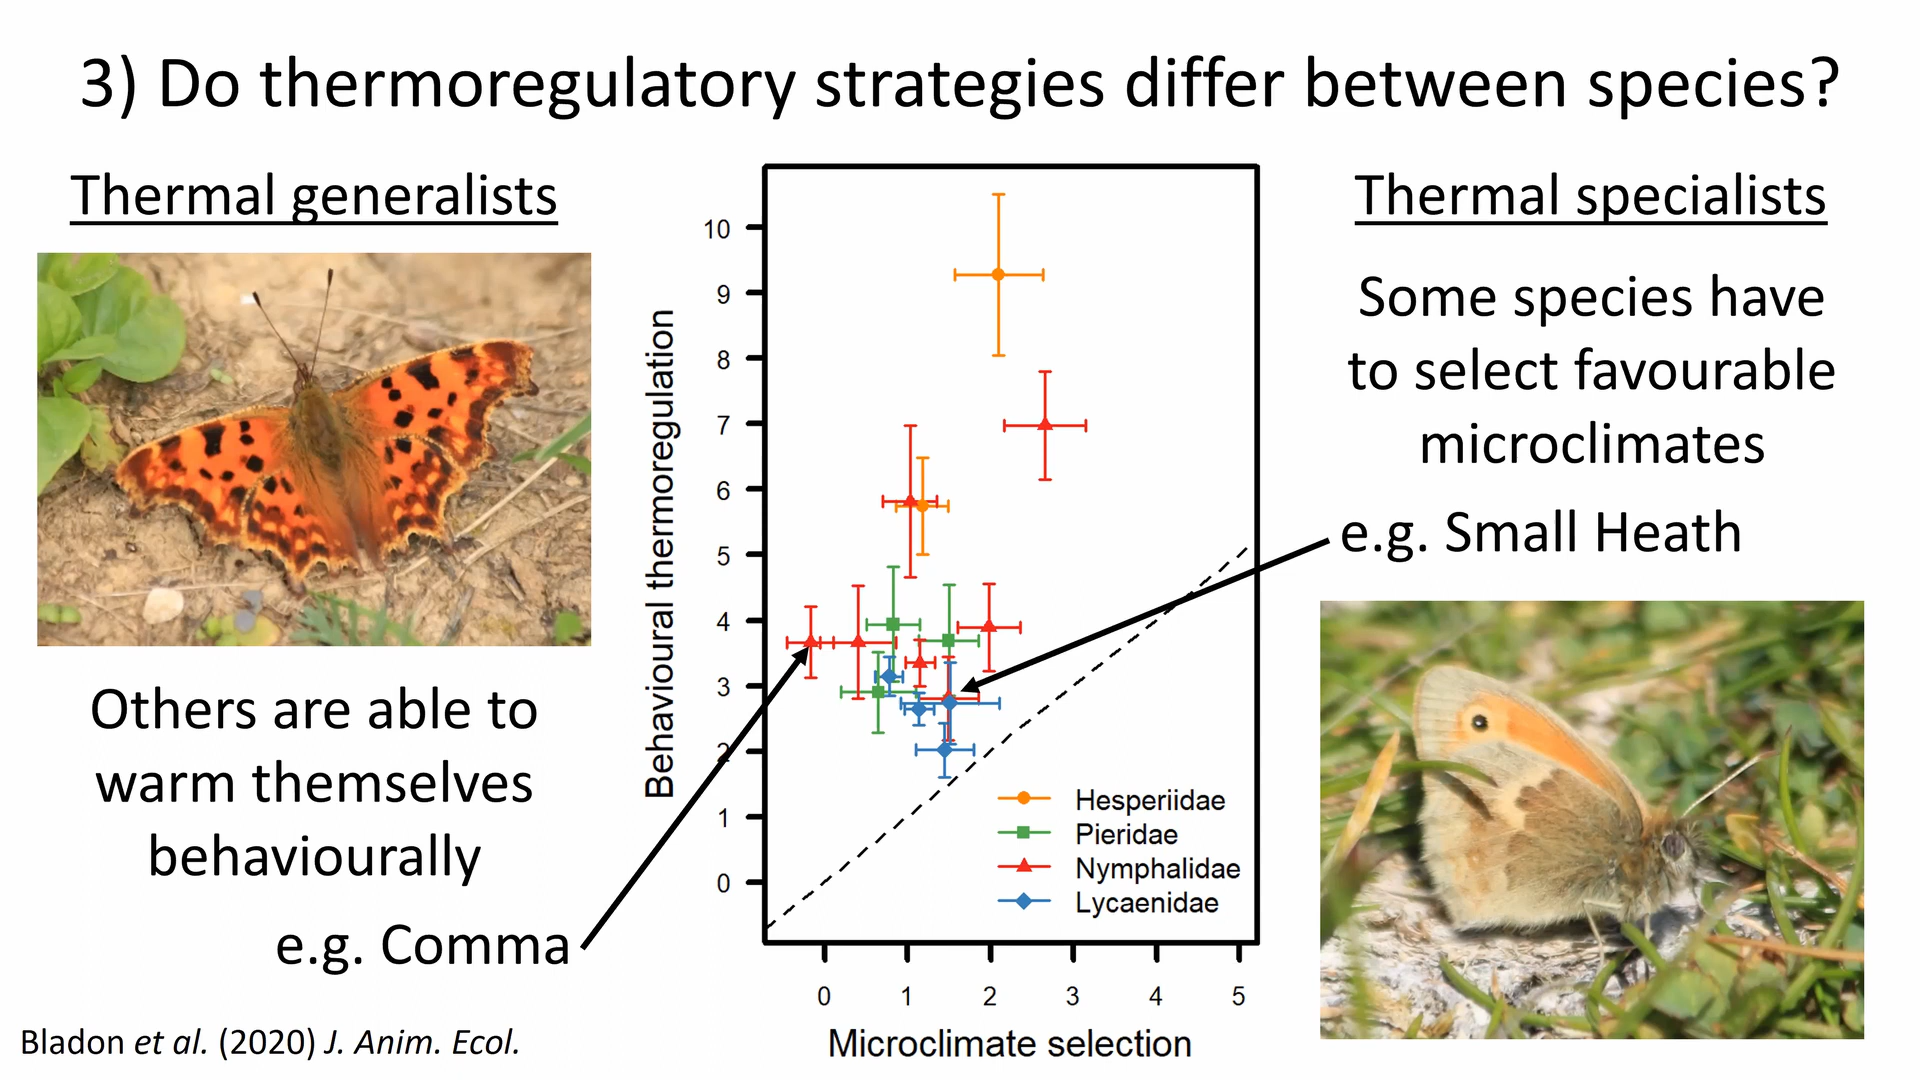 3) Do thermoregulatory strategies differ between species?
Thermal generalists
Others are able to
warm themselves
behaviourally
e.g. Comma
Bladon et al. (2020) J. Anim. Ecol.
Behavioural thermoregulation
10
9
8
7
6
5
4
3
2
1
0
Hesperiidae
Pieridae
Nymphalidae
Lycaenidae
0 1 2 3 4 5
Microclimate selection
Thermal specialists
Some species have
to select favourable
microclimates
e.g. Small Heath